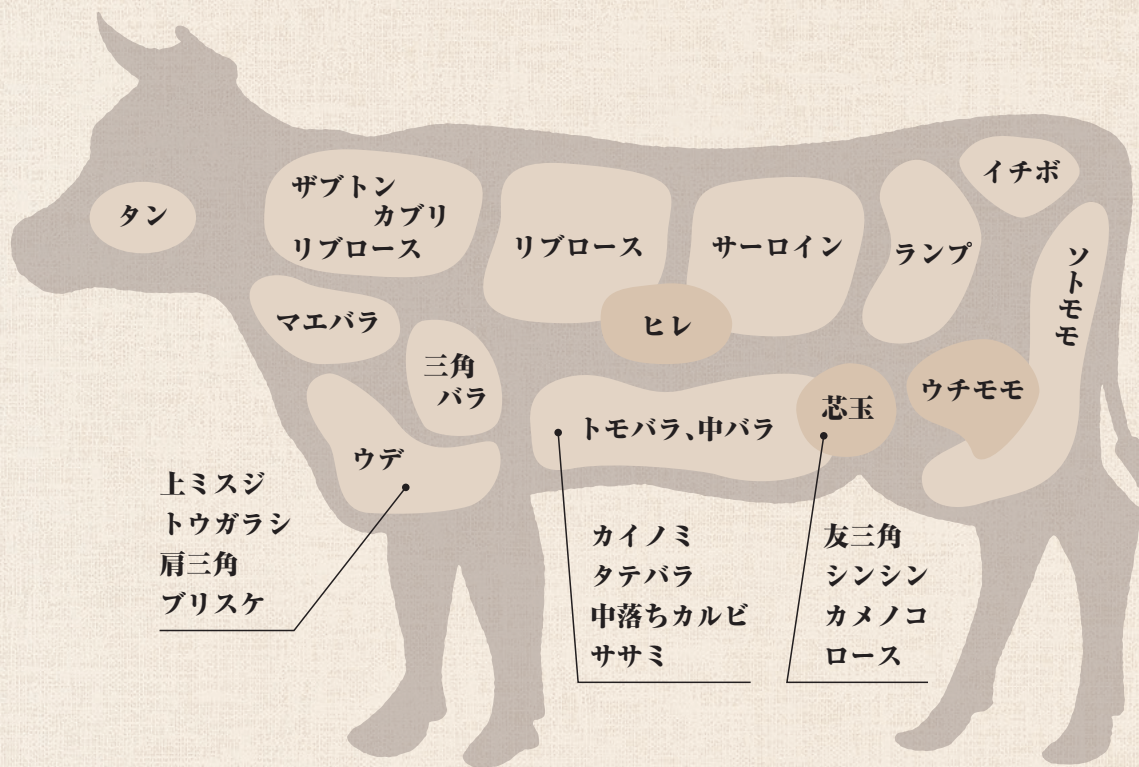 タン
ザブトン
カブリ
リブロース
リブロース
サーロイン
ランプ
イチボ
ソトモモ
マエバラ
ヒレ
三角
バラ
ウデ
トモバラ、中バラ
芯玉
ウチモモ
上ミスジ
トウガラシ
肩三角
ブリスケ
カイノミ
タテバラ
中落ちカルビ
ササミ
友三角
シンシン
カメノコ
ロース